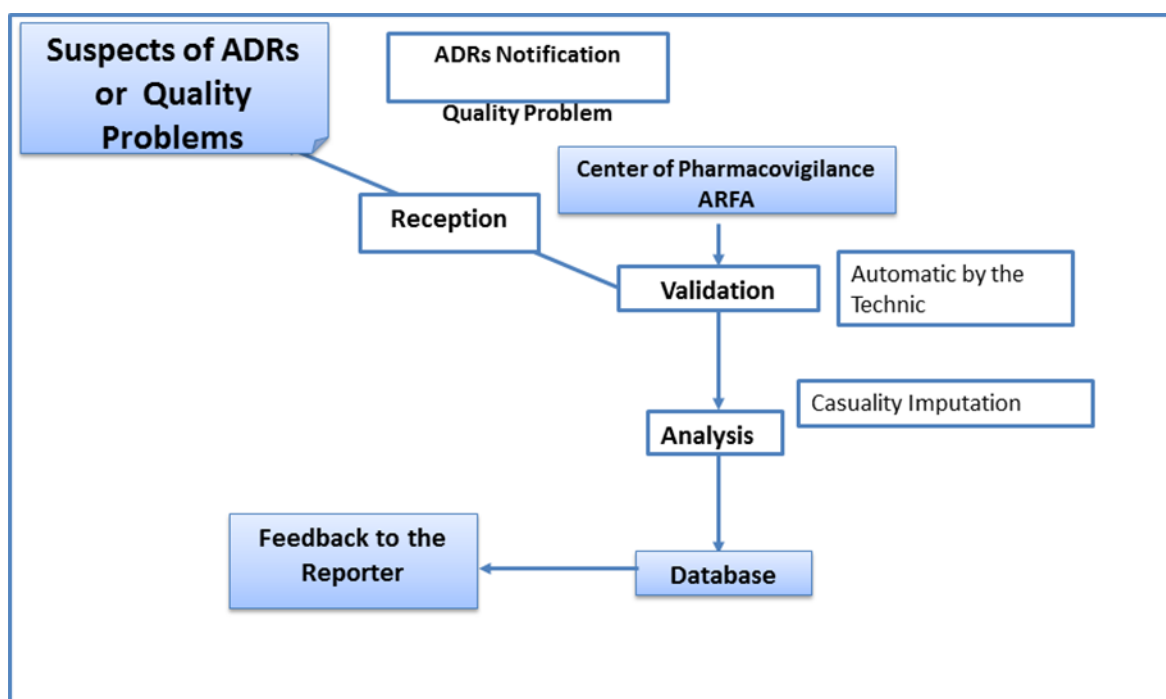 Suspects of ADRs
or Quality
Problems
ADRs Notification
Quality Problem
Center of Pharmacovigilance
ARFA
Reception
Validation
Automatic by the
Technic
Casuality Imputation
Analysis
Feedback to the
Reporter
Database